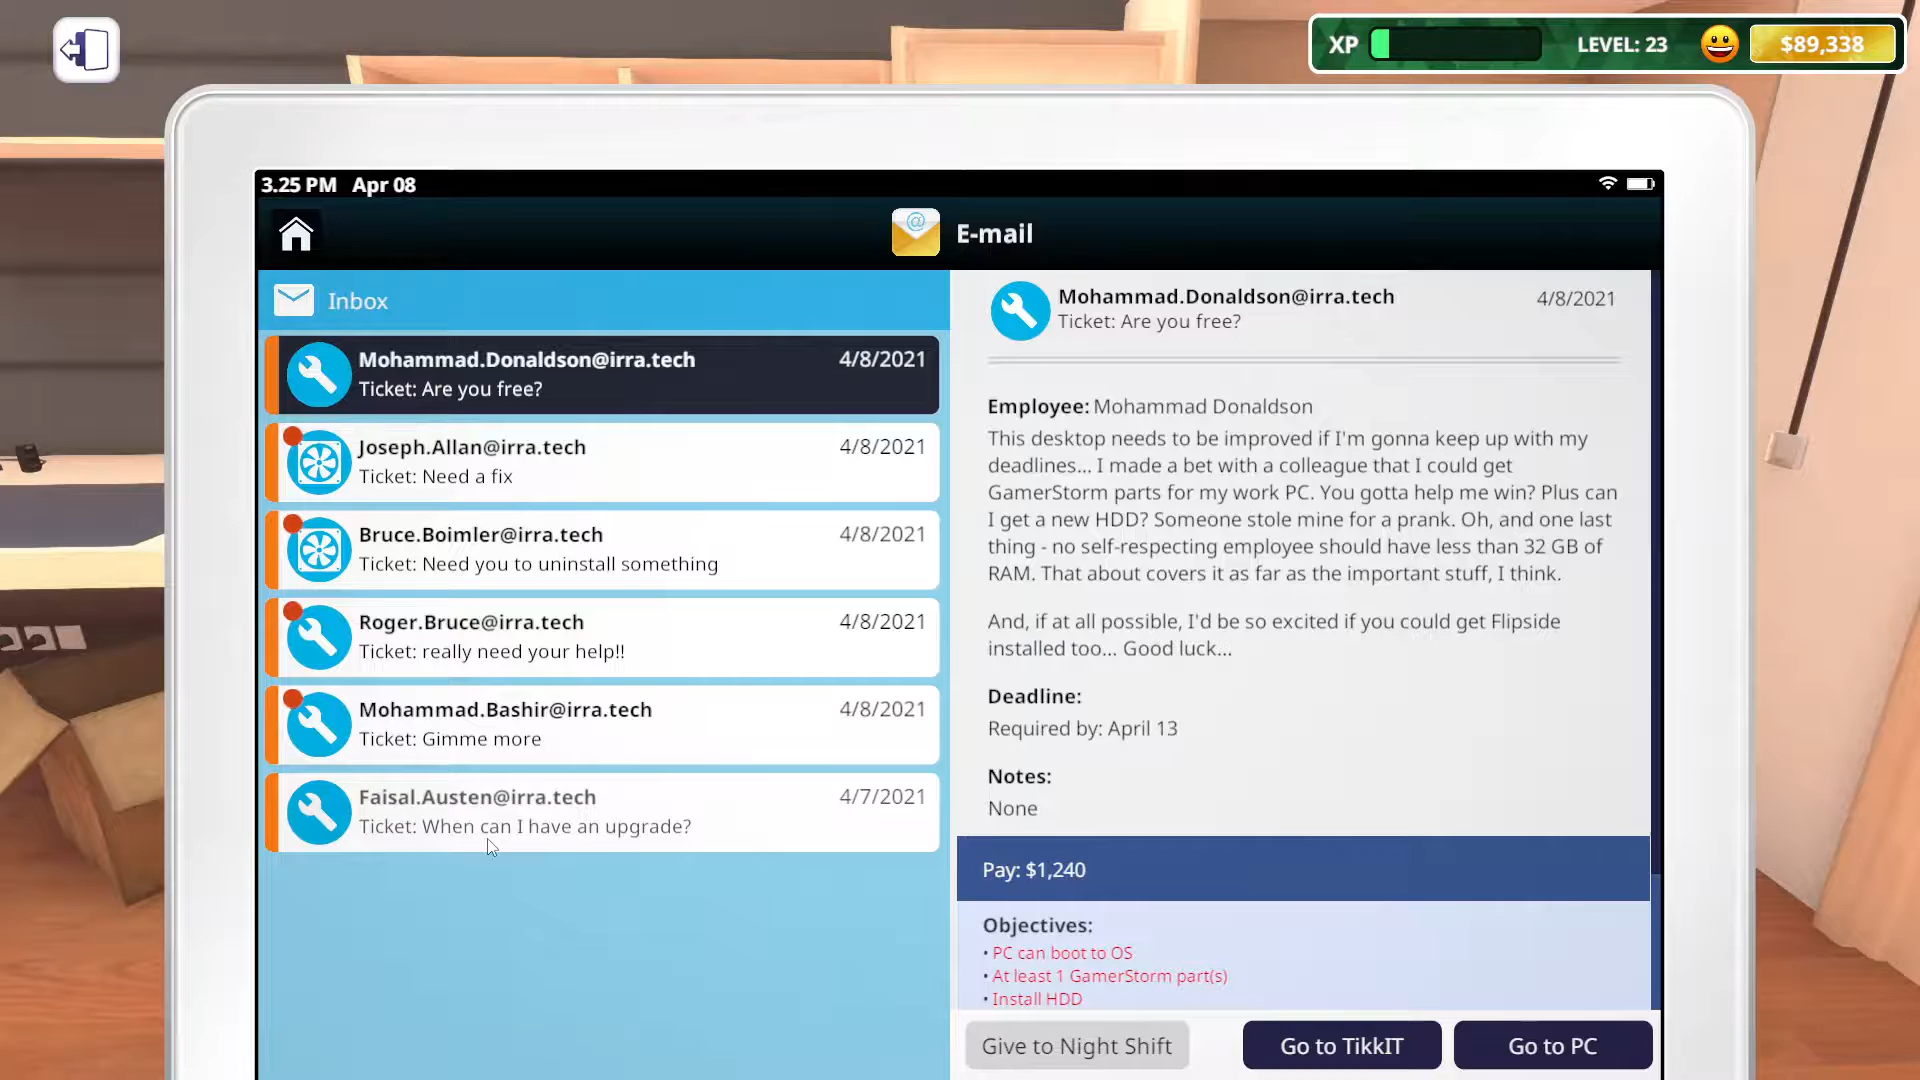 XP
LEVEL: 23
$89,338
3.25 PM Apr 08
E-mail
Inbox
Mohammad.Donaldson@irra.tech 4/8/2021
Ticket: Are you free?
Joseph.Allan@irra.tech 4/8/2021
Ticket: Need a fix
Bruce.Boimler@irra.tech 4/8/2021
Ticket: Need you to uninstall something
Roger.Bruce@irra.tech 4/8/2021
Ticket: really need your help!!
Mohammad.Bashir@irra.tech 4/8/2021
Ticket: Gimme more
Faisal.Austen@irra.tech 4/7/2021
Ticket: When can I have an upgrade?
Mohammad.Donaldson@irra.tech 4/8/2021
Ticket: Are you free?
Employee: Mohammad Donaldson
This desktop needs to be improved if I'm gonna keep up with my
deadlines... I made a bet with a colleague that I could get
GamerStorm parts for my work PC. You gotta help me win? Plus can
I get a new HDD? Someone stole mine for a prank. Oh, and one last
thing - no self-respecting employee should have less than 32 GB of
RAM. That about covers it as far as the important stuff, I think.
And, if at all possible, I'd be so excited if you could get Flipside
installed too... Good luck...
Deadline:
Required by: April 13
Notes:
None
Pay: $1,240
Objectives:
• PC can boot to OS
• At least 1 GamerStorm part(s)
• Install HDD
Give to Night Shift
Go to TikkIT
Go to PC